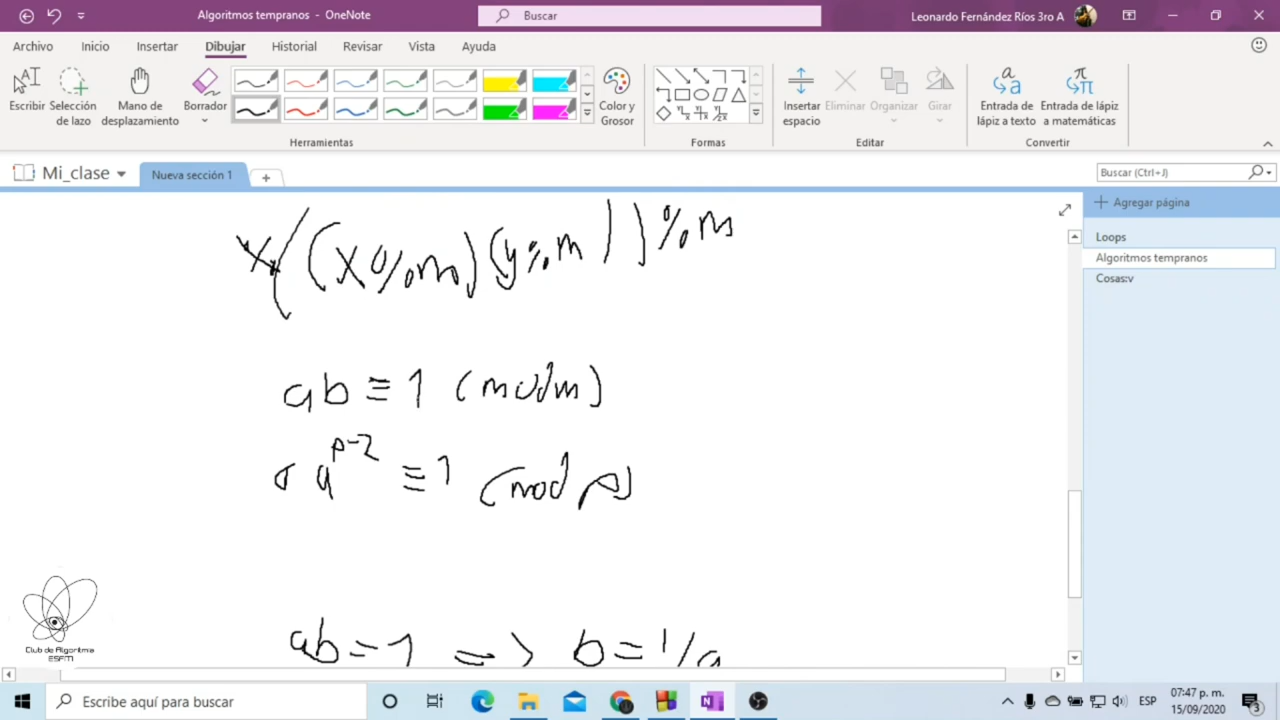 Algoritmos tempranos - OneNote
Buscar
Leonardo Fernández Ríos 3ro A
Archivo Inicio Insertar Dibujar Historial Revisar Vista Ayuda
Escribir Selección de lazo Mano de desplazamiento Borrador Color y Grosor Insertar espacio Eliminar Organizar Girar Entrada de lápiz a texto Entrada de lápiz a matemáticas
Herramientas Formas Editar Convertir
Mi_clase Nueva sección 1 Buscar (Ctrl+J)
Agregar página
Loops
Algoritmos tempranos
Cosas:v
((x%m)(y%m))%m
ab ≡ 1 (mod m)
a a^{p-2} ≡ 1 (mod p)
ab = 1 => b = 1/a
Club de Algoritmia
ESFM
Escribe aquí para buscar
ESP
07:47 p. m.
15/09/2020
3